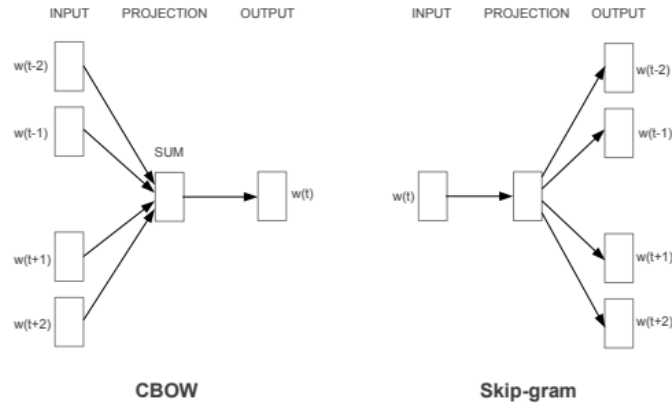 INPUT PROJECTION OUTPUT
w(t-2)
w(t-1)
SUM
w(t)
w(t+1)
w(t+2)
CBOW
INPUT PROJECTION OUTPUT
w(t-2)
w(t-1)
w(t)
w(t+1)
w(t+2)
Skip-gram